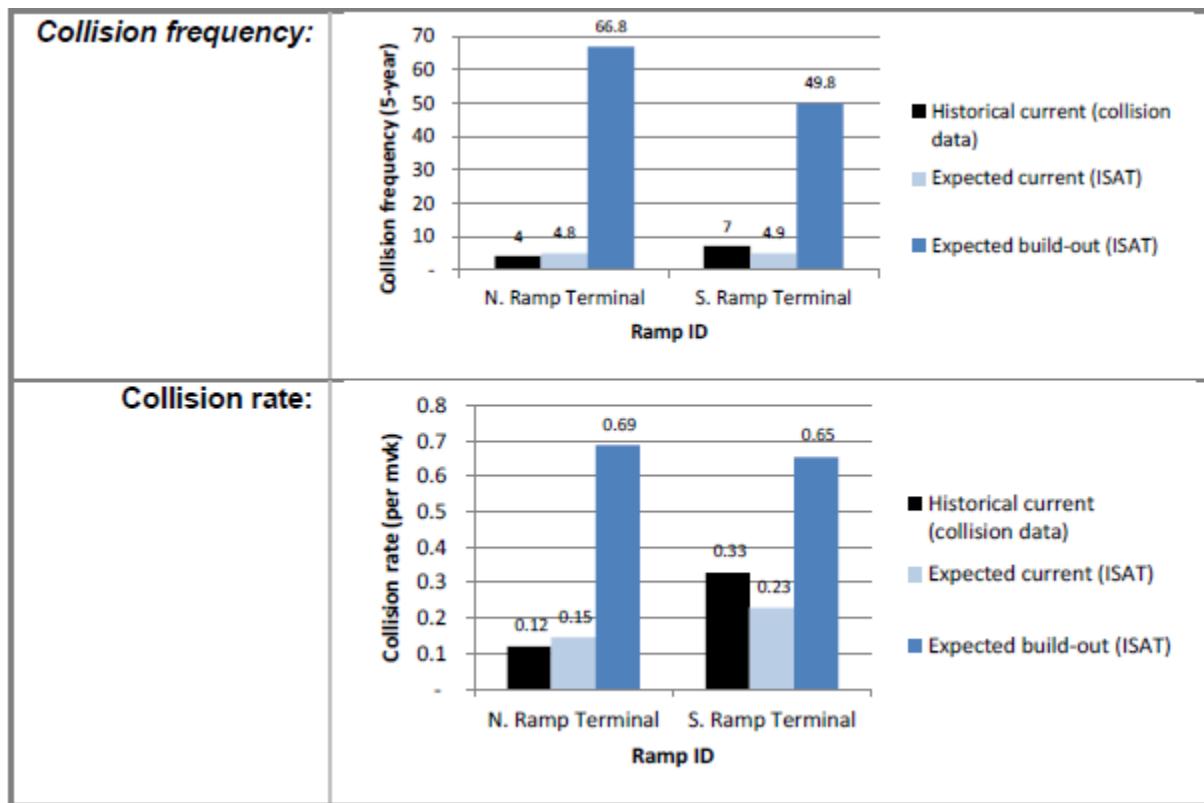 Collision frequency:
Collision frequency (5-year)
70
60
50
40
30
20
10
-
4
4.8
66.8
7
4.9
49.8
N. Ramp Terminal
S. Ramp Terminal
Ramp ID
Historical current (collision
data)
Expected current (ISAT)
Expected build-out (ISAT)
Collision rate:
Collision rate (per mvk)
0.8
0.7
0.6
0.5
0.4
0.3
0.2
0.1
-
0.12
0.15
0.69
0.33
0.23
0.65
N. Ramp Terminal
S. Ramp Terminal
Ramp ID
Historical current
(collision data)
Expected current (ISAT)
Expected build-out (ISAT)